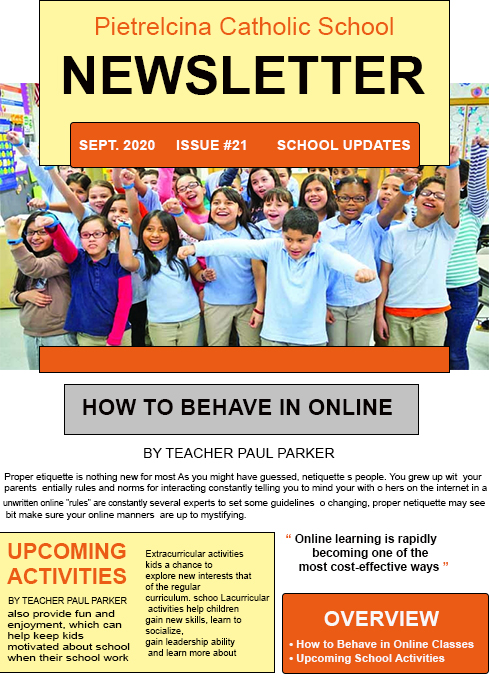 Pietrelcina Catholic School
NEWSLETTER
SEPT. 2020 ISSUE #21 SCHOOL UPDATES
HOW TO BEHAVE IN ONLINE
BY TEACHER PAUL PARKER
Proper etiquette is nothing new for most As you might have guessed, netiquette s people. You grew up wit your
parents entially rules and norms for interacting constantly telling you to mind your with o hers on the internet in a
unwritten online “rules” are constantly several experts to set some guidelines o changing, proper netiquette may see
bit make sure your online manners are up to mystifying.
UPCOMING
ACTIVITIES
BY TEACHER PAUL PARKER
also provide fun and
enjoyment, which can
help keep kids
motivated about school
when their school work
Extracurricular activities
kids a chance to
explore new interests that
of the regular
curriculum. schoo Lacurricular
activities help children
gain new skills, learn to
socialize,
gain leadership ability
and learn more about
“ Online learning is rapidly
becoming one of the
most cost-effective ways ”
OVERVIEW
• How to Behave in Online Classes
• Upcoming School Activities